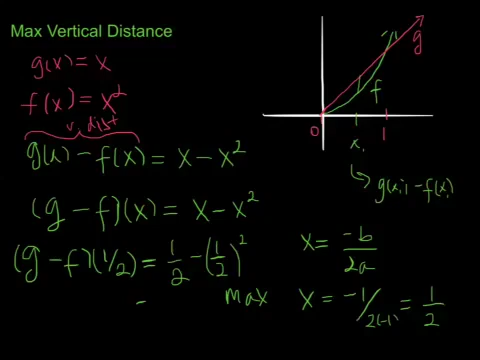 Max Vertical Distance
g(x) = x
f(x) = x²
v. dist
g(x) - f(x) = x - x²
(g - f)(x) = x - x²
(g - f)(1/2) = 1/2 - (1/2)²
=
g
f
0
x₁
1
g(x₁) - f(x₁)
x = -b/2a
max x = -1/2(-1) = 1/2